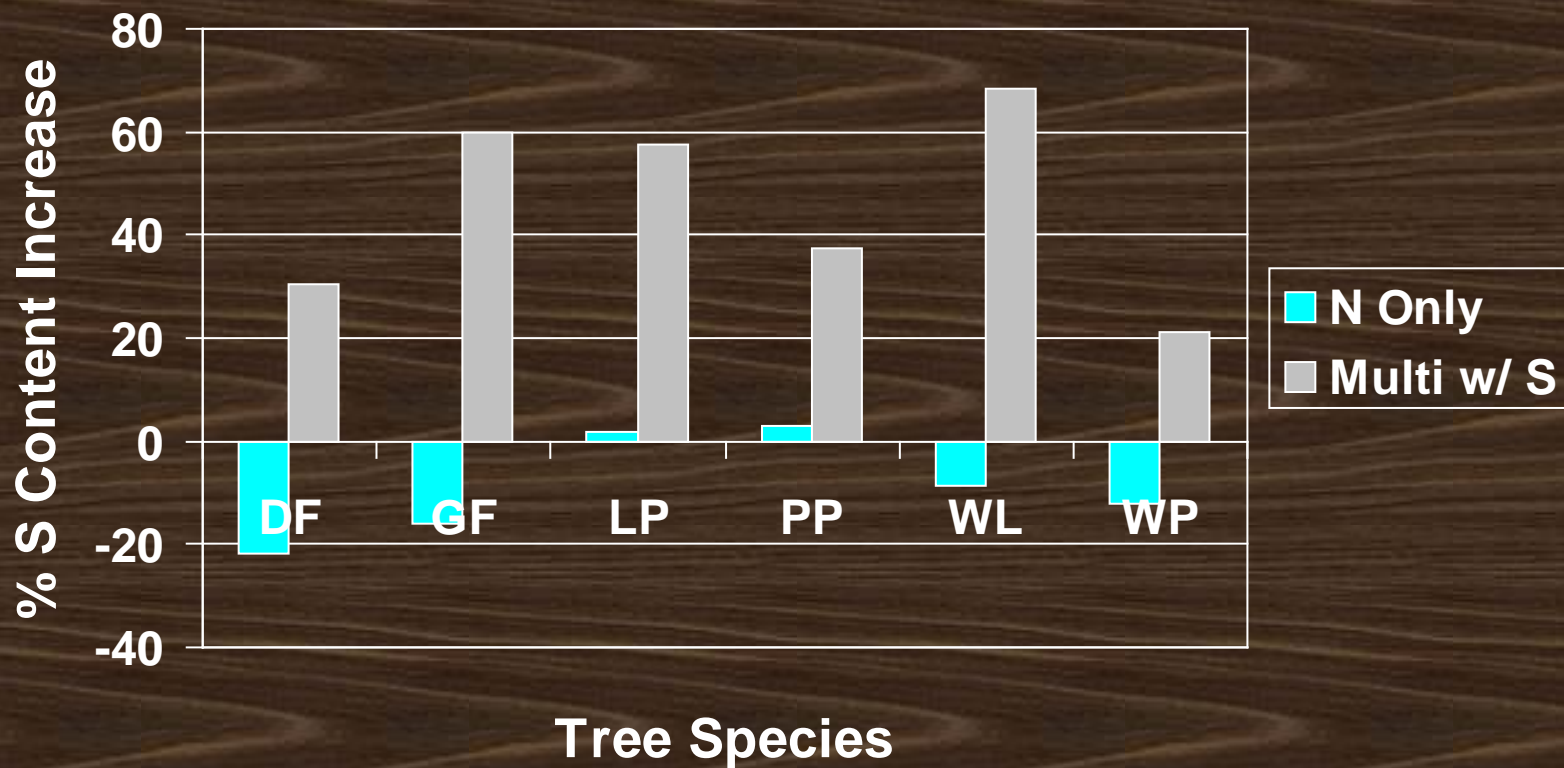 % S Content Increase
80
60
40
20
0
-20
-40
DF GF LP PP WL WP
Tree Species
N Only
Multi w/ S